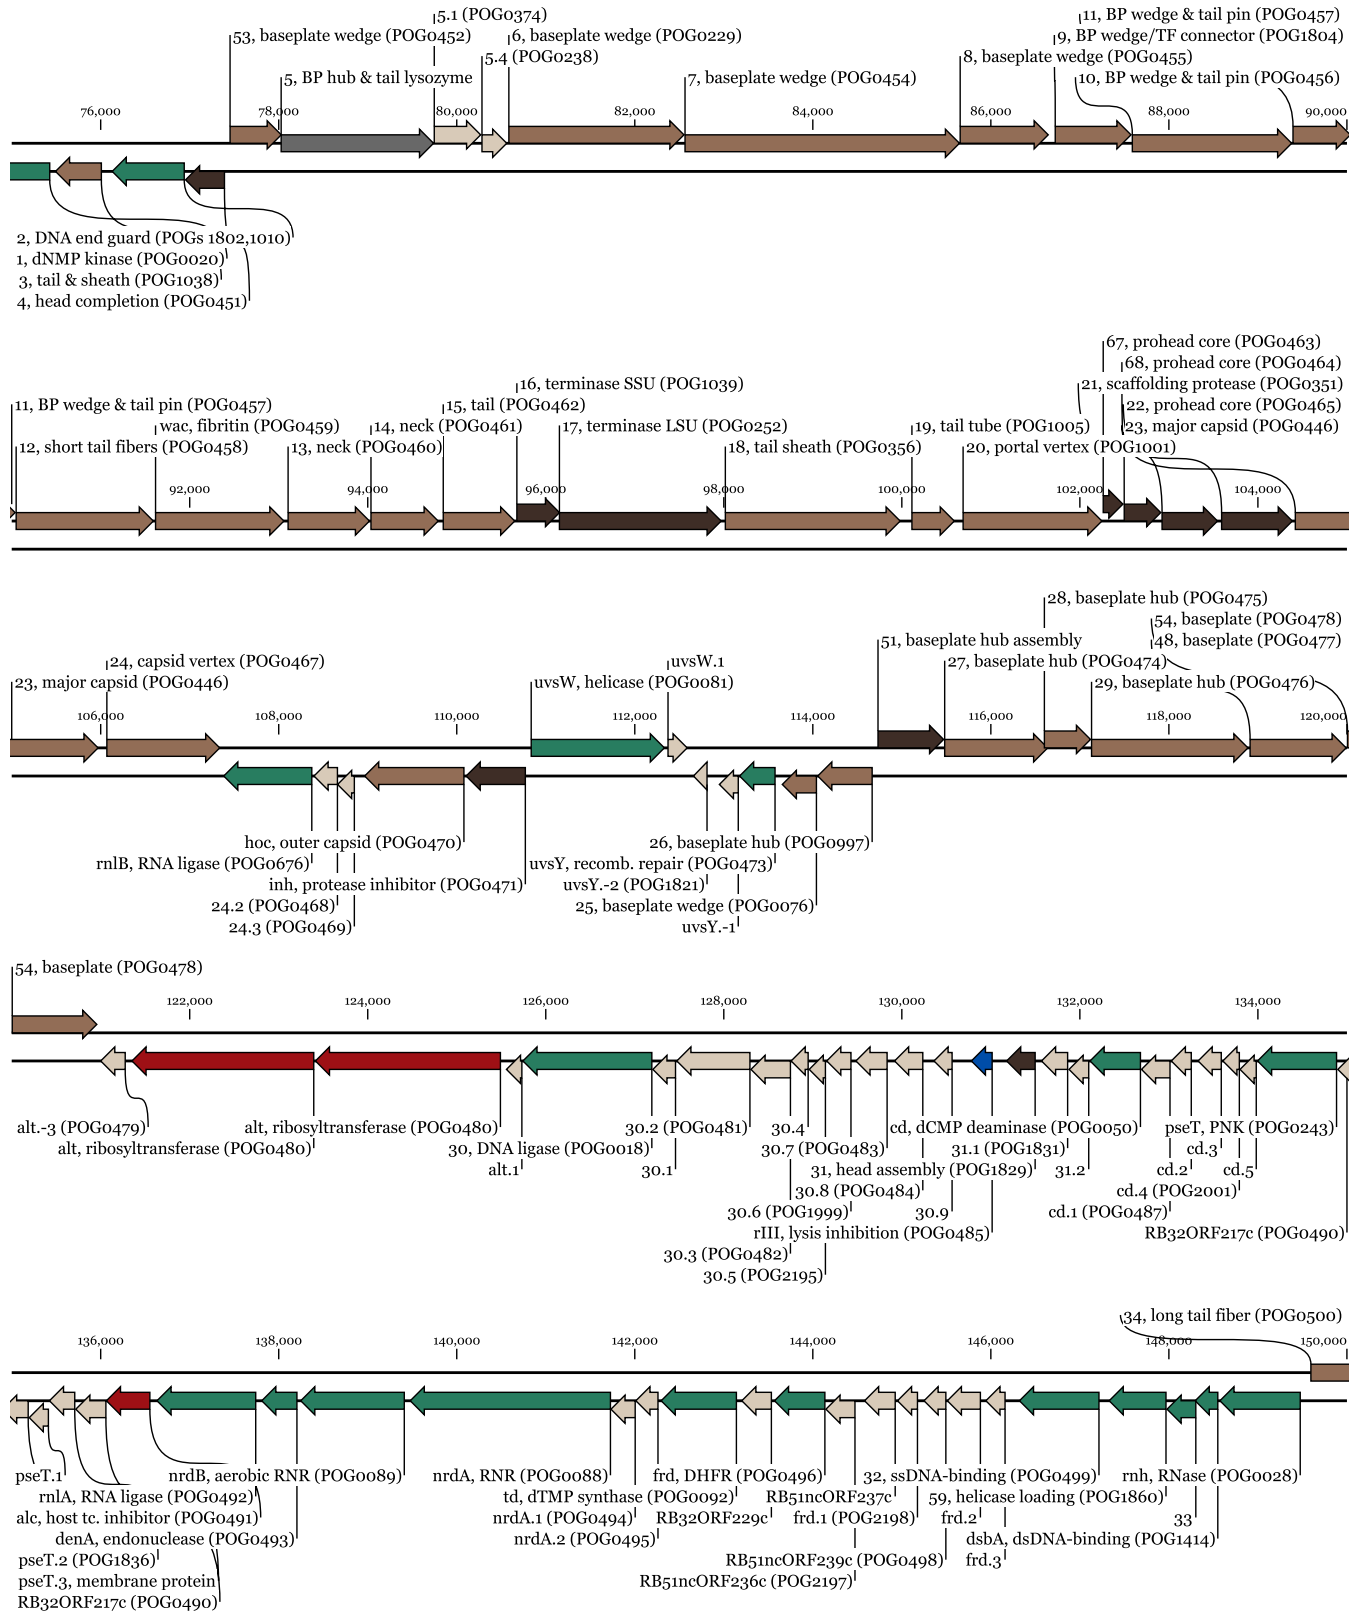 5.1 (POG0374)
11, BP wedge & tail pin (POG0457)
53, baseplate wedge (POG0452)
6, baseplate wedge (POG0229)
9, BP wedge/TF connector (POG1804)
5.4 (POG0238)
8, baseplate wedge (POG0455)
5, BP hub & tail lysozyme
7, baseplate wedge (POG0454)
10, BP wedge & tail pin (POG0456)
76,000
78,000
80,000
82,000
84,000
86,000
88,000
90,000
2, DNA end guard (POGs 1802,1010)
1, dNMP kinase (POG0020)
3, tail & sheath (POG1038)
4, head completion (POG0451)
67, prohead core (POG0463)
68, prohead core (POG0464)
16, terminase SSU (POG1039)
21, scaffolding protease (POG0351)
11, BP wedge & tail pin (POG0457)
15, tail (POG0462)
22, prohead core (POG0465)
wac, fibritin (POG0459)
14, neck (POG0461)
17, terminase LSU (POG0252)
19, tail tube (POG1005)
23, major capsid (POG0446)
12, short tail fibers (POG0458)
13, neck (POG0460)
18, tail sheath (POG0356)
20, portal vertex (POG1001)
92,000
94,000
96,000
98,000
100,000
102,000
104,000
28, baseplate hub (POG0475)
54, baseplate (POG0478)
51, baseplate hub assembly
48, baseplate (POG0477)
24, capsid vertex (POG0467)
uvsW.1
27, baseplate hub (POG0474)
23, major capsid (POG0446)
uvsW, helicase (POG0081)
29, baseplate hub (POG0476)
106,000
108,000
110,000
112,000
114,000
116,000
118,000
120,000
hoc, outer capsid (POG0470)
26, baseplate hub (POG0997)
rnlB, RNA ligase (POG0676)
uvsY, recomb. repair (POG0473)
inh, protease inhibitor (POG0471)
uvsY.-2 (POG1821)
24.2 (POG0468)
25, baseplate wedge (POG0076)
24.3 (POG0469)
uvsY.-1
54, baseplate (POG0478)
122,000
124,000
126,000
128,000
130,000
132,000
134,000
alt.-3 (POG0479)
alt, ribosyltransferase (POG0480)
30.2 (POG0481)
30.4
cd, dCMP deaminase (POG0050)
pseT, PNK (POG0243)
alt, ribosyltransferase (POG0480)
30, DNA ligase (POG0018)
30.7 (POG0483)
31.1 (POG1831)
cd.3
alt.1
30.1
31, head assembly (POG1829)
31.2
cd.2
cd.5
30.8 (POG0484)
cd.4 (POG2001)
30.6 (POG1999)
30.9
cd.1 (POG0487)
rIII, lysis inhibition (POG0485)
RB32ORF217c (POG0490)
30.3 (POG0482)
30.5 (POG2195)
34, long tail fiber (POG0500)
136,000
138,000
140,000
142,000
144,000
146,000
148,000
150,000
pseT.1
nrdB, aerobic RNR (POG0089)
nrdA, RNR (POG0088)
frd, DHFR (POG0496)
32, ssDNA-binding (POG0499)
rnh, RNase (POG0028)
rnlA, RNA ligase (POG0492)
td, dTMP synthase (POG0092)
RB51ncORF237c
59, helicase loading (POG1860)
alc, host tc. inhibitor (POG0491)
nrdA.1 (POG0494)
RB32ORF229c
frd.1 (POG2198)
frd.2
33
denA, endonuclease (POG0493)
nrdA.2 (POG0495)
dsbA, dsDNA-binding (POG1414)
pseT.2 (POG1836)
RB51ncORF239c (POG0498)
frd.3
pseT.3, membrane protein
RB51ncORF236c (POG2197)
RB32ORF217c (POG0490)